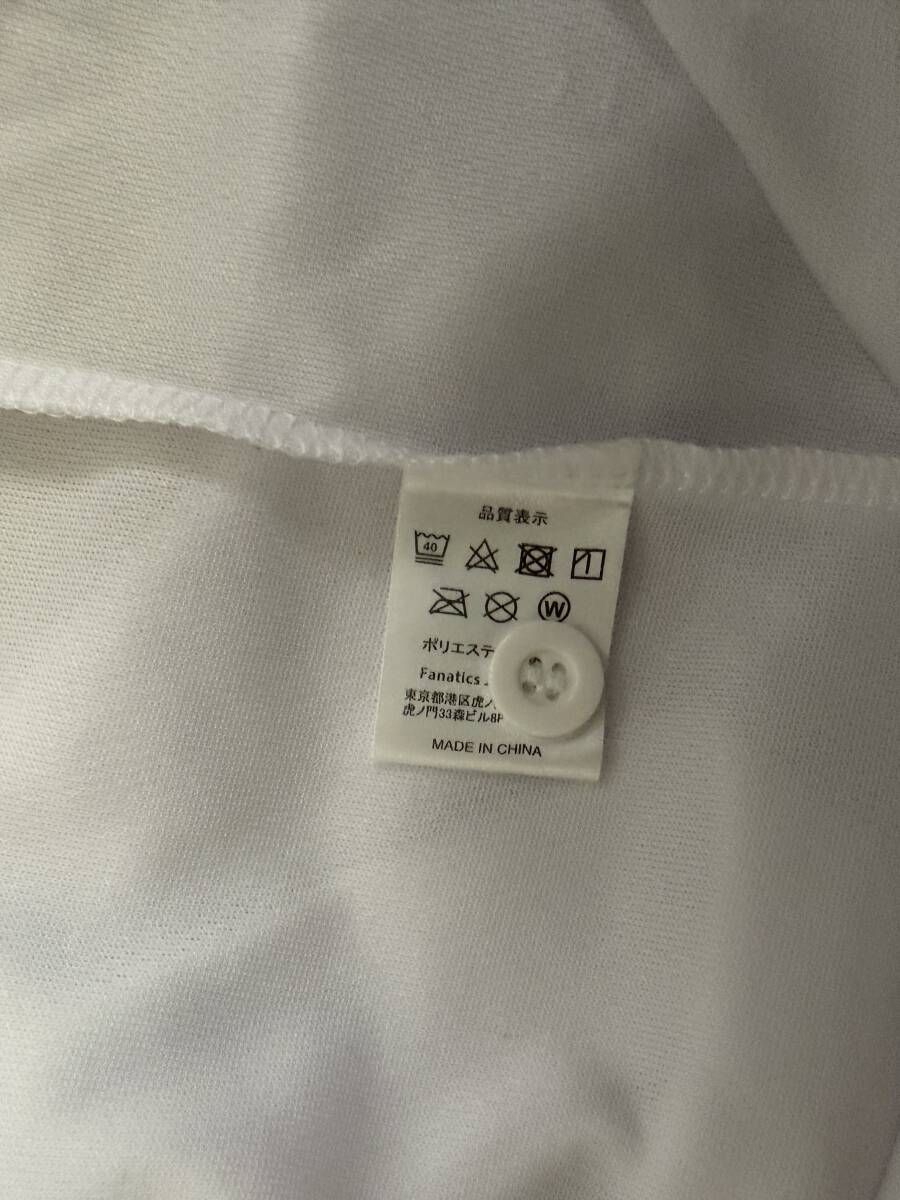 品質表示
40
W
ポリエステ
Fanatics
東京都港区虎ノ
虎ノ門33森ビル8F
MADE IN CHINA